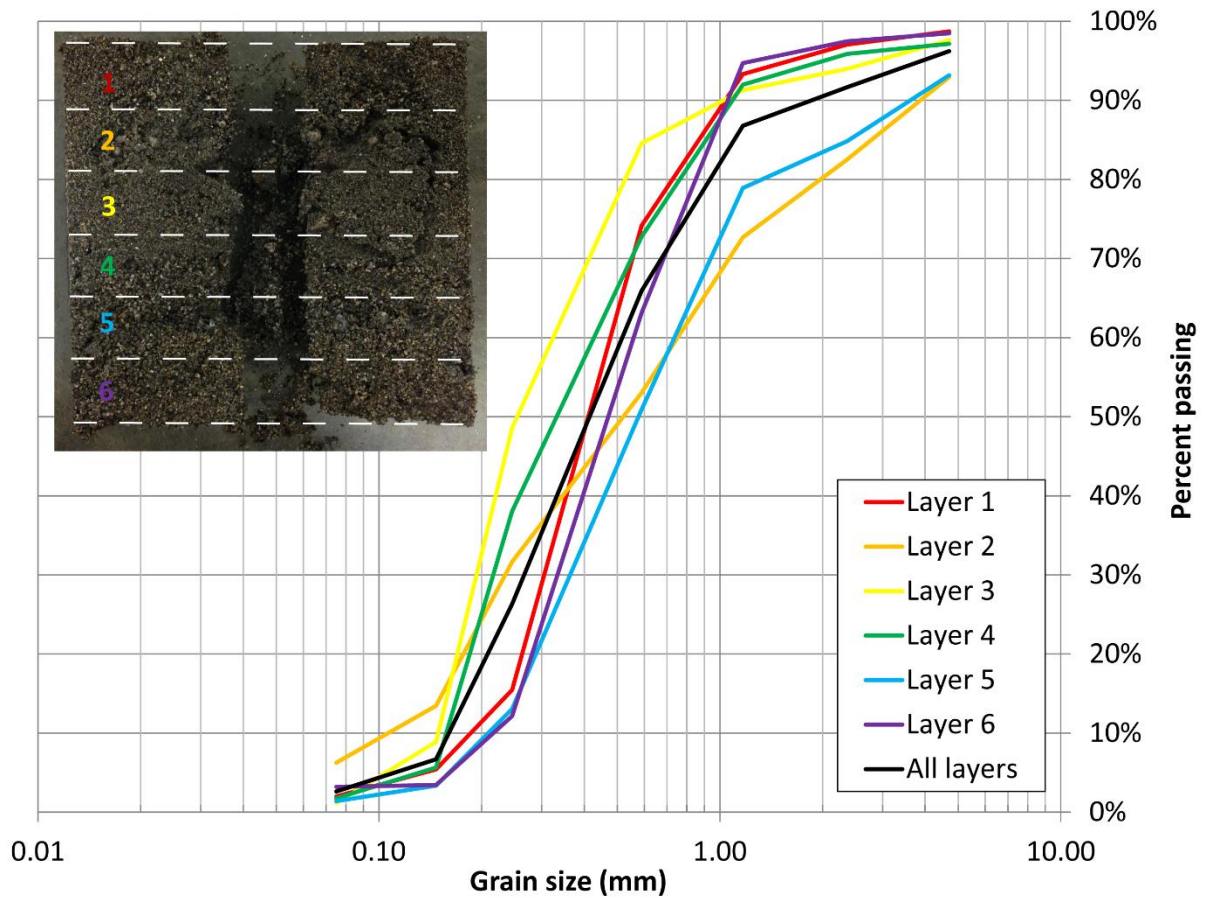 1
2
3
4
5
6
100%
90%
80%
70%
60%
50%
40%
30%
20%
10%
0%
Percent passing
Layer 1
Layer 2
Layer 3
Layer 4
Layer 5
Layer 6
All layers
0.01 0.10 1.00 10.00
Grain size (mm)